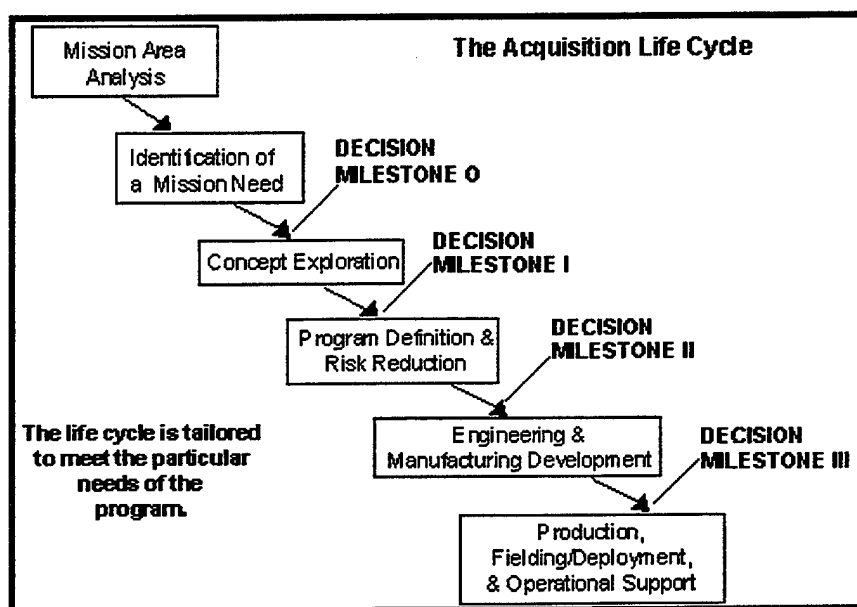 The Acquisition Life Cycle
Mission Area
Analysis
Identification of
a Mission Need
DECISION
MILESTONE O
Concept Exploration
DECISION
MILESTONE I
Program Definition &
Risk Reduction
DECISION
MILESTONE II
Engineering &
Manufacturing Development
DECISION
MILESTONE III
Production,
Fielding/Deployment,
& Operational Support
The life cycle is tailored
to meet the particular
needs of the
program.